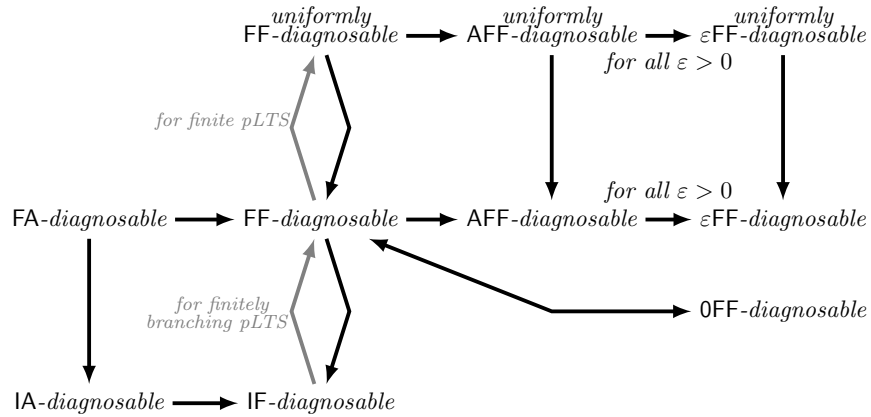 uniformly uniformly uniformly
FF-diagnosable AFF-diagnosable εFF-diagnosable
for all ε > 0
for finite pLTS
for all ε > 0
FA-diagnosable FF-diagnosable AFF-diagnosable εFF-diagnosable
for finitely
branching pLTS
0FF-diagnosable
IA-diagnosable IF-diagnosable